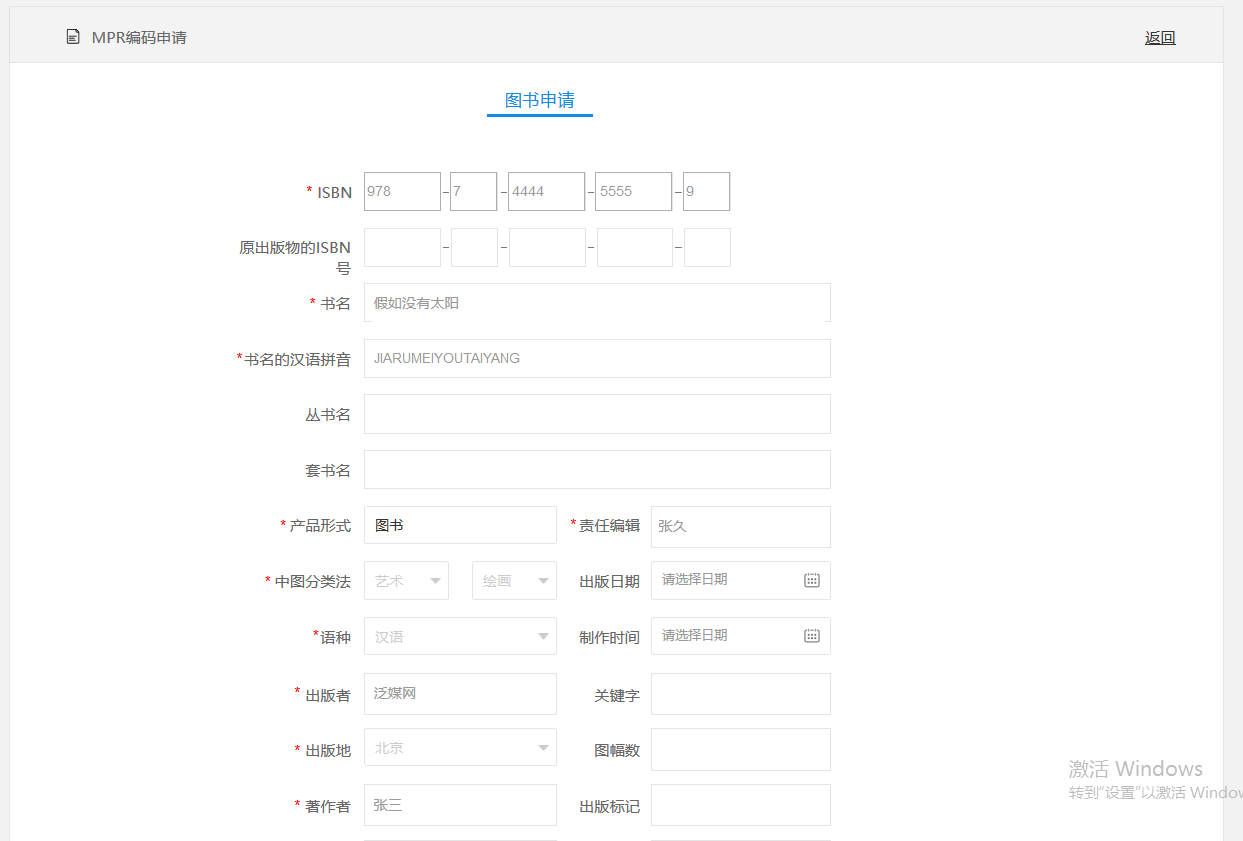 MPR编码申请
返回
图书申请
* ISBN 978 – 7 – 4444 – 5555 – 9
原出版物的ISBN – – – –
号
* 书名 假如没有太阳
*书名的汉语拼音 JIARUMEIYOUTAIYANG
丛书名
套书名
* 产品形式 图书 * 责任编辑 张久
* 中图分类法 艺术 绘画 出版日期 请选择日期
*语种 汉语 制作时间 请选择日期
* 出版者 泛媒网 关键字
* 出版地 北京 图幅数
* 著作者 张三 出版标记
激活 Windows
转到“设置”以激活 Window